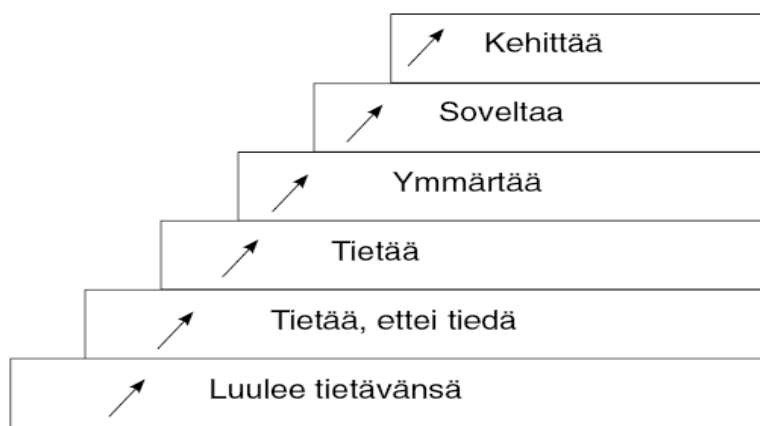 Kehittää
Soveltaa
Ymmärtää
Tietää
Tietää, ettei tiedä
Luulee tietävänsä